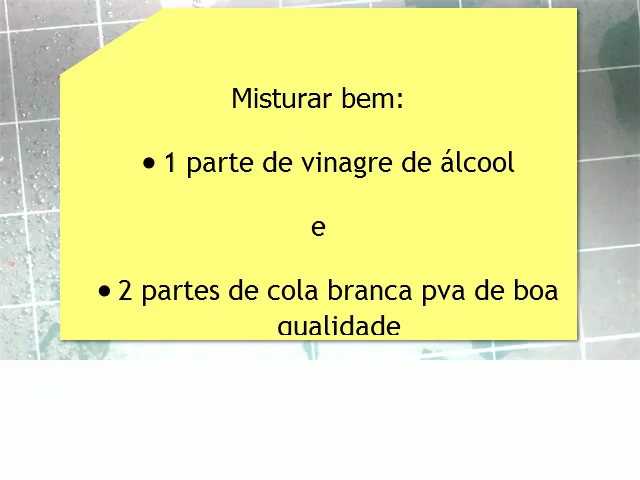 Misturar bem:
• 1 parte de vinagre de álcool
e
• 2 partes de cola branca pva de boa
qualidade